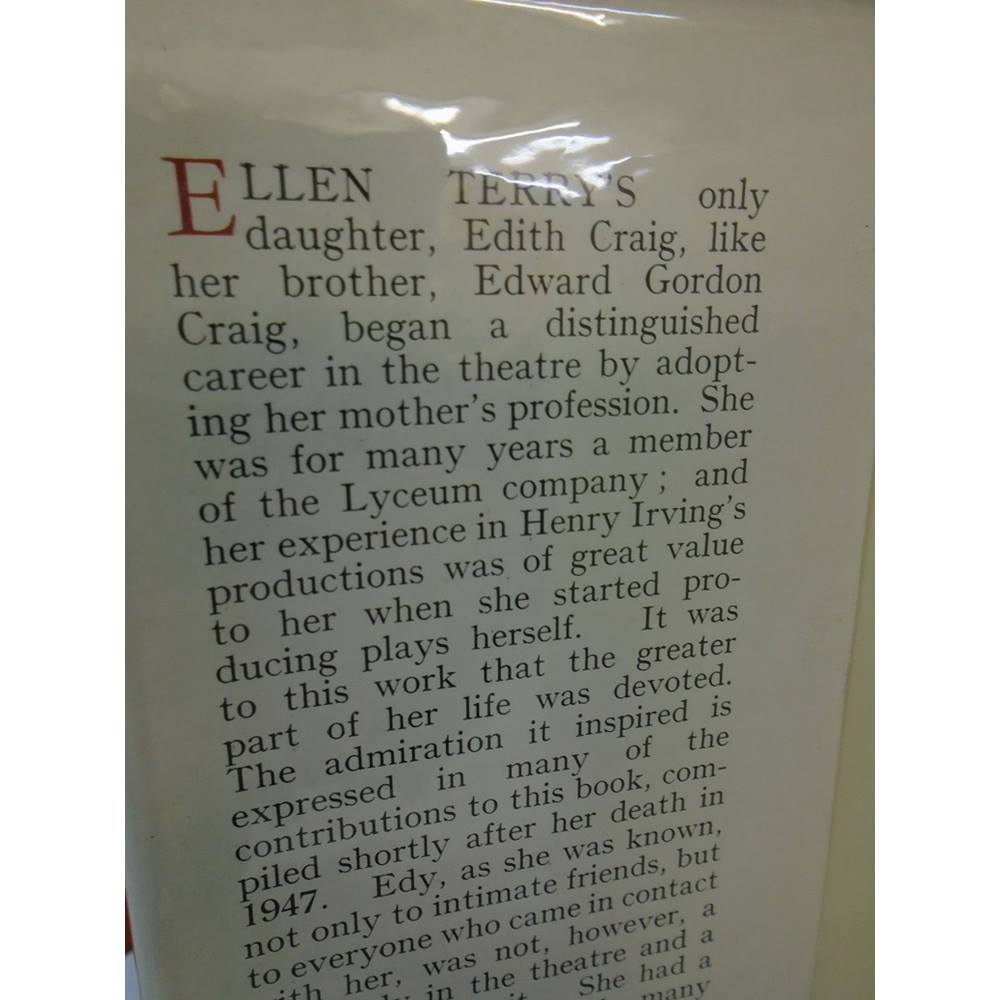 ELLEN TERRY'S only
daughter, Edith Craig, like
her brother, Edward Gordon
Craig, began a distinguished
career in the theatre by adopt-
ing her mother's profession. She
was for many years a member
of the Lyceum company; and
her experience in Henry Irving's
productions was of great value
to her when she started pro-
ducing plays herself. It was
to this work that the greater
part of her life was devoted.
The admiration it inspired is
expressed in many of the
contributions to this book, com-
piled shortly after her death in
1947. Edy, as she was known,
not only to intimate friends, but
to everyone who came in contact
with her, was not, however, a
in the theatre and a
She had a
many